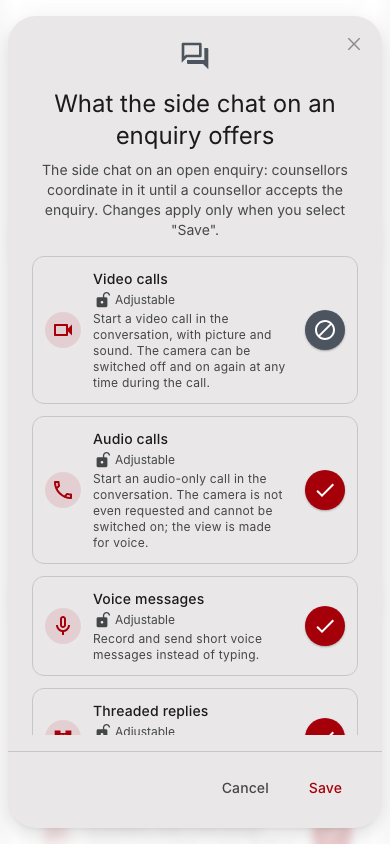 What the side chat on an
enquiry offers
The side chat on an open enquiry: counsellors
coordinate in it until a counsellor accepts the
enquiry. Changes apply only when you select
"Save".
Video calls
Adjustable
Start a video call in the
conversation, with picture and
sound. The camera can be
switched off and on again at any
time during the call.
Audio calls
Adjustable
Start an audio-only call in the
conversation. The camera is not
even requested and cannot be
switched on; the view is made
for voice.
Voice messages
Adjustable
Record and send short voice
messages instead of typing.
Threaded replies
Adjustable
Cancel
Save